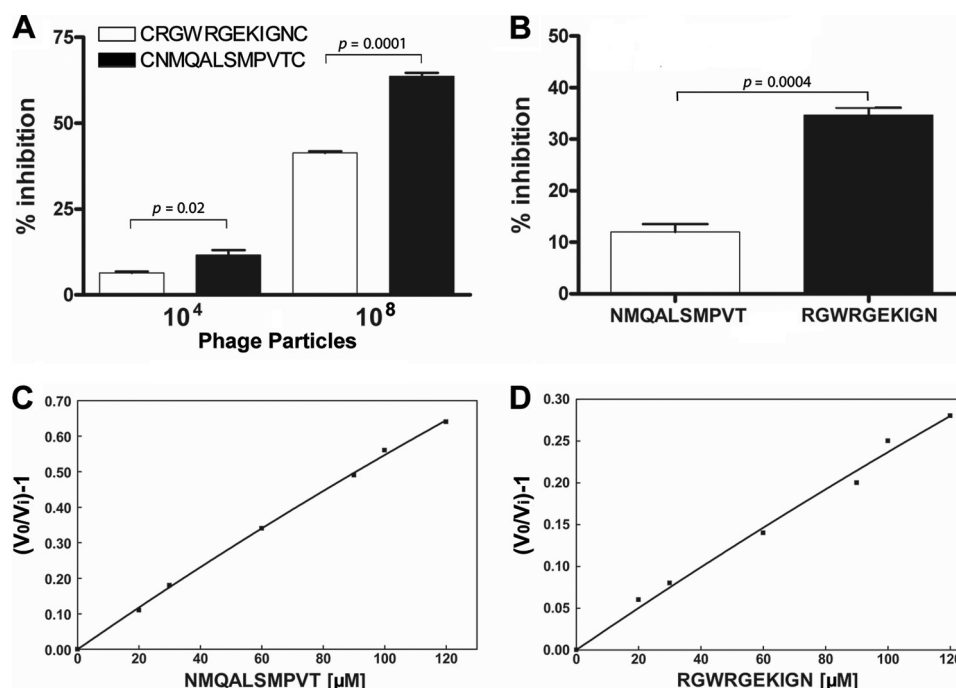 A
% inhibition
75
50
25
0
CRGWRGEKIGNC
CNMQALSMPVTC
p = 0.0001
p = 0.02
10⁴
10⁸
Phage Particles
B
% inhibition
50
40
30
20
10
0
p = 0.0004
NMQALSMPVT
RGWRGEKIGN
C
(V0/Vi)-1
0.70
0.60
0.50
0.40
0.30
0.20
0.10
0.00
0 20 40 60 80 100 120
NMQALSMPVT [µM]
D
(V0/Vi)-1
0.30
0.25
0.20
0.15
0.10
0.05
0.00
0 20 40 60 80 100 120
RGWRGEKIGN [µM]